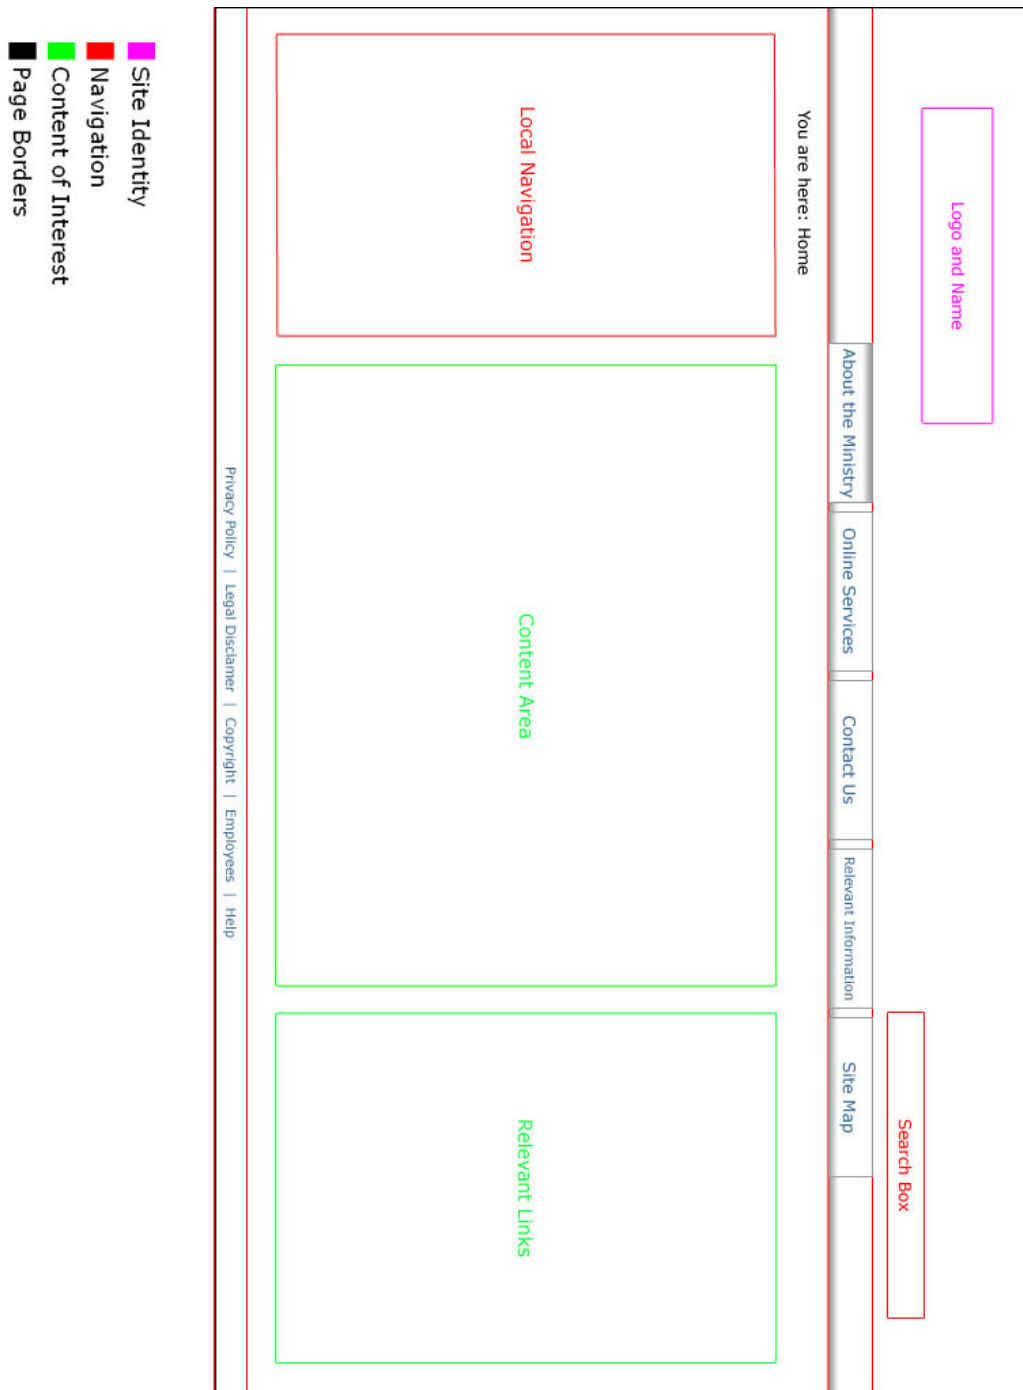 Logo and Name
Search Box
About the Ministry
Online Services
Contact Us
Relevant Information
Site Map
You are here: Home
Local Navigation
Content Area
Relevant Links
Privacy Policy | Legal Disclamer | Copyright | Employees | Help
Site Identity
Navigation
Content of Interest
Page Borders